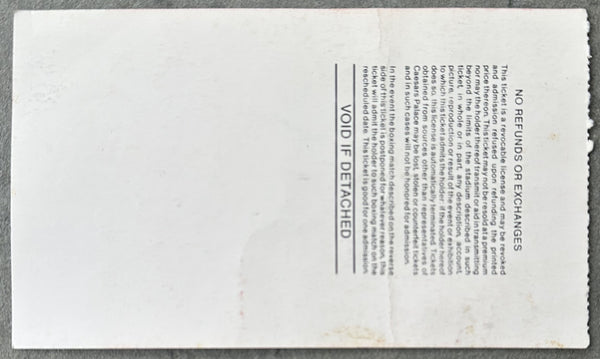 NO REFUNDS OR EXCHANGES
This ticket is a revocable license and may be revoked
and admission refused upon refunding the printed
price thereon. This ticket may not be resold at a premium
nor may the holder thereof transmit or aid in transmitting
beyond the limits of the stadium described in such
ticket, in whole or in part, any description, account,
picture, reproduction or result of the event or exhibition
to which this ticket admits the holder: if the holder hereof
does so, this license is automatically terminated. Tickets
obtained from sources other than representatives of
Caesars Palace may be lost, stolen or counterfeit tickets
and in such cases will not be honored for admission.
In the event the boxing match described on the reverse
side of this ticket is postponed for whatever reason, this
ticket will admit the holder to such boxing match on the
rescheduled date. This ticket is good for one admission.
VOID IF DETACHED